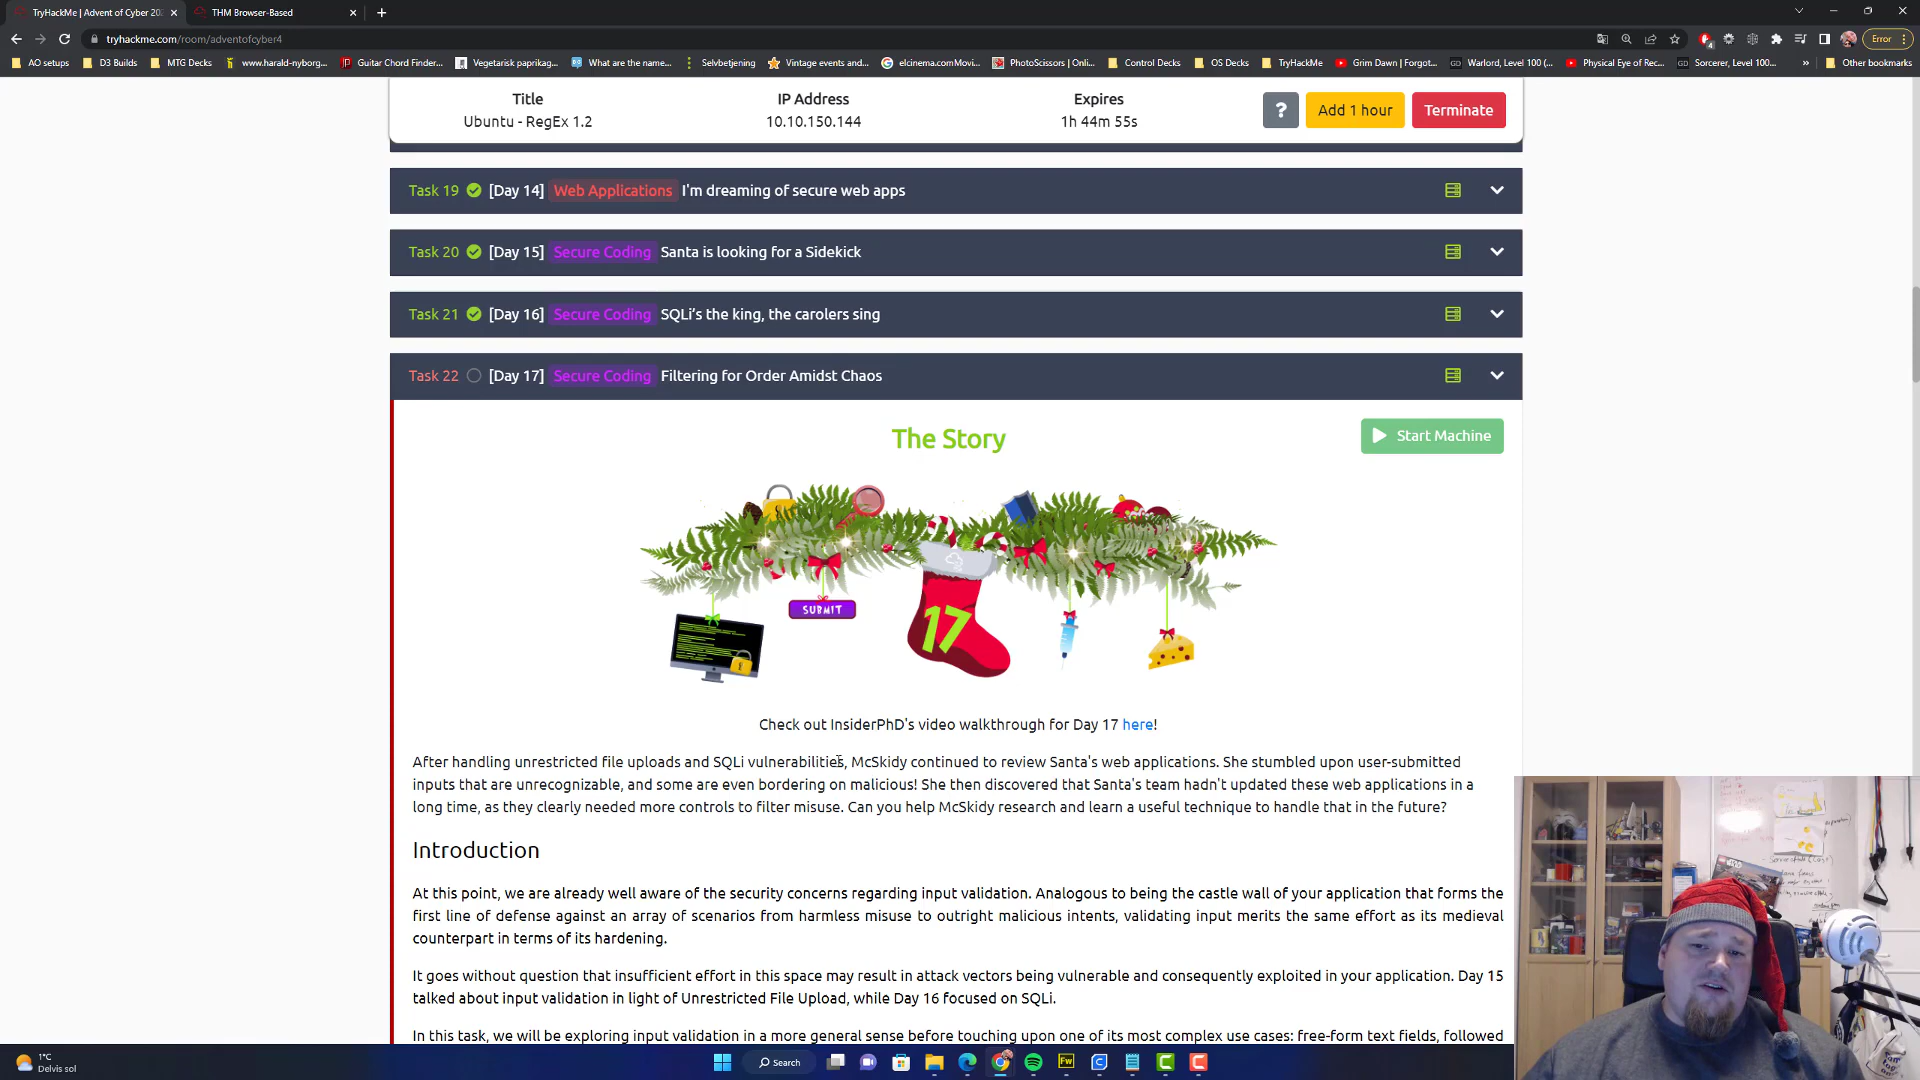 TryHackMe | Advent of Cyber 202
THM Browser-Based
tryhackme.com/room/adventofcyber4
Error
AO setups
D3 Builds
MTG Decks
www.harald-nyborg...
Guitar Chord Finder...
Vegetarisk paprikag...
What are the name...
Selvbetjening
Vintage events and...
elcinema.comMovi...
PhotoScissors | Onli...
Control Decks
OS Decks
TryHackMe
Grim Dawn | Forgot...
Warlord, Level 100 (...
Physical Eye of Rec...
Sorcerer, Level 100...
»
Other bookmarks
Title
IP Address
Expires
Ubuntu - RegEx 1.2
10.10.150.144
1h 44m 55s
?
Add 1 hour
Terminate
Task 19 [Day 14] Web Applications I'm dreaming of secure web apps
Task 20 [Day 15] Secure Coding Santa is looking for a Sidekick
Task 21 [Day 16] Secure Coding SQLi’s the king, the carolers sing
Task 22 [Day 17] Secure Coding Filtering for Order Amidst Chaos
The Story
Start Machine
SUBMIT
17
Check out InsiderPhD's video walkthrough for Day 17 here!
After handling unrestricted file uploads and SQLi vulnerabilities, McSkidy continued to review Santa's web applications. She stumbled upon user-submitted
inputs that are unrecognizable, and some are even bordering on malicious! She then discovered that Santa's team hadn't updated these web applications in a
long time, as they clearly needed more controls to filter misuse. Can you help McSkidy research and learn a useful technique to handle that in the future?
Introduction
At this point, we are already well aware of the security concerns regarding input validation. Analogous to being the castle wall of your application that forms the
first line of defense against an array of scenarios from harmless misuse to outright malicious intents, validating input merits the same effort as its medieval
counterpart in terms of its hardening.
It goes without question that insufficient effort in this space may result in attack vectors being vulnerable and consequently exploited in your application. Day 15
talked about input validation in light of Unrestricted File Upload, while Day 16 focused on SQLi.
In this task, we will be exploring input validation in a more general sense before touching upon one of its most complex use cases: free-form text fields, followed
1°C
Delvis sol
Search
Fw